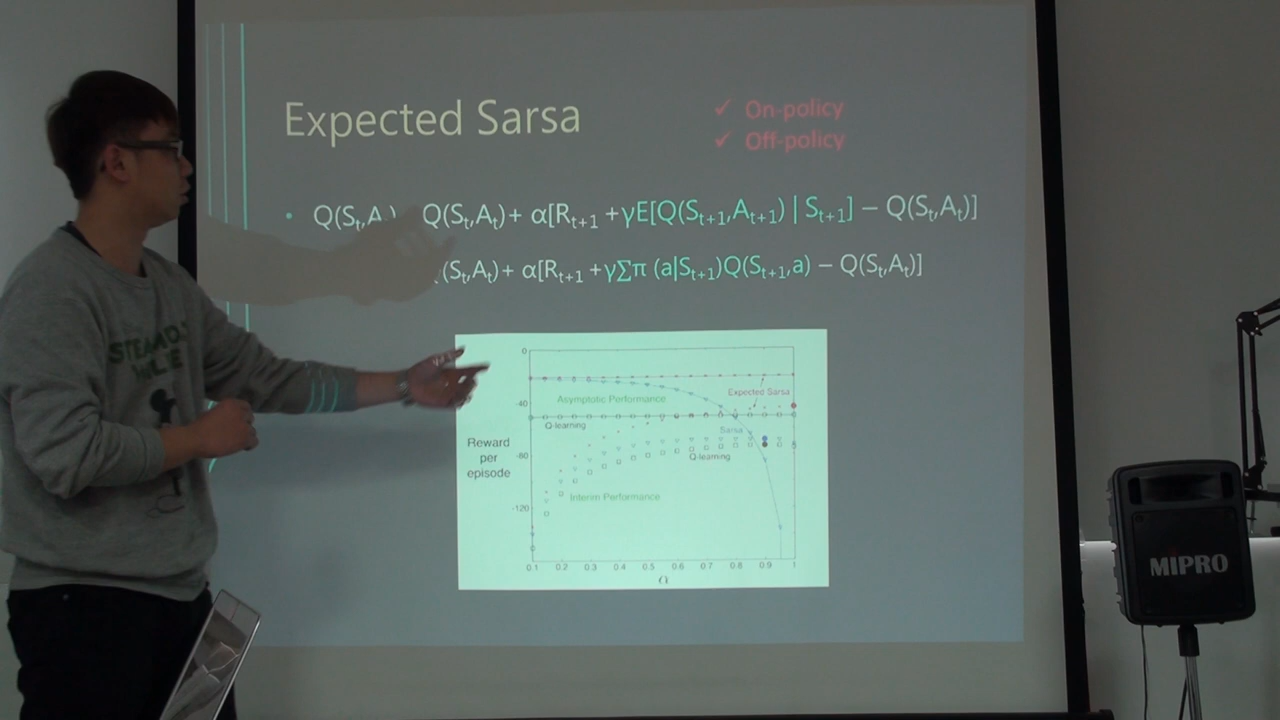 Expected Sarsa
✓ On-policy
✓ Off-policy
• Q(Sₜ,Aₜ) Q(Sₜ,Aₜ)+ α[Rₜ₊₁ +γE[Q(Sₜ₊₁,Aₜ₊₁) | Sₜ₊₁] − Q(Sₜ,Aₜ)]
(Sₜ,Aₜ)+ α[Rₜ₊₁ +γ∑π (a|Sₜ₊₁)Q(Sₜ₊₁,a) − Q(Sₜ,Aₜ)]
0
Expected Sarsa
Asymptotic Performance
-40
Q-learning
Sarsa
Reward
per
episode
-80
Q-learning
Interim Performance
-120
0.1 0.2 0.3 0.4 0.5 0.6 0.7 0.8 0.9 1
MIPRO